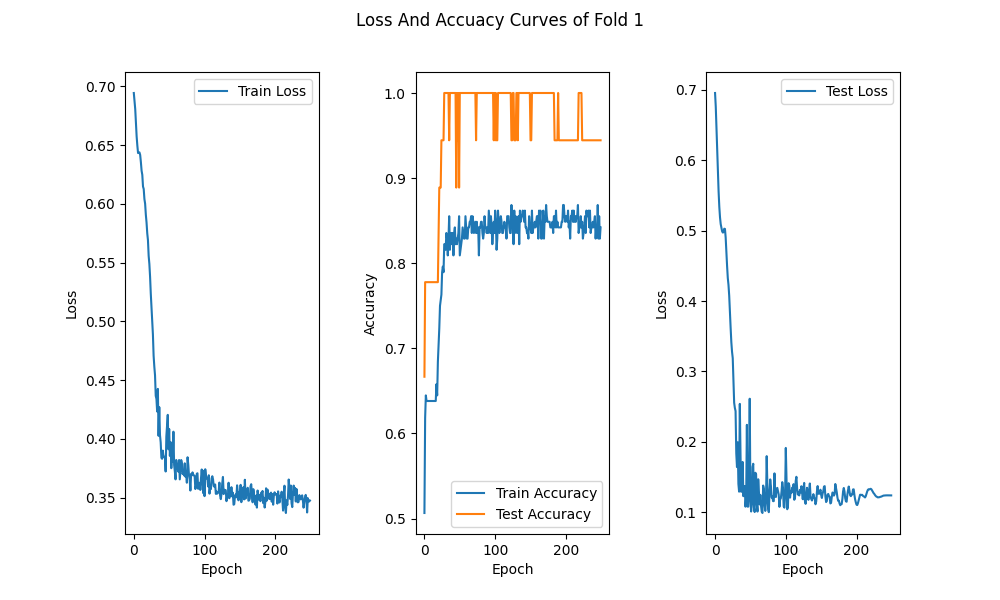 Loss And Accuacy Curves of Fold 1
Train Loss
0.70
0.65
0.60
0.55
0.50
0.45
0.40
0.35
Loss
0
100
200
Epoch
1.0
0.9
0.8
0.7
0.6
0.5
Accuracy
Train Accuracy
Test Accuracy
0
100
200
Epoch
Test Loss
0.7
0.6
0.5
0.4
0.3
0.2
0.1
Loss
0
100
200
Epoch